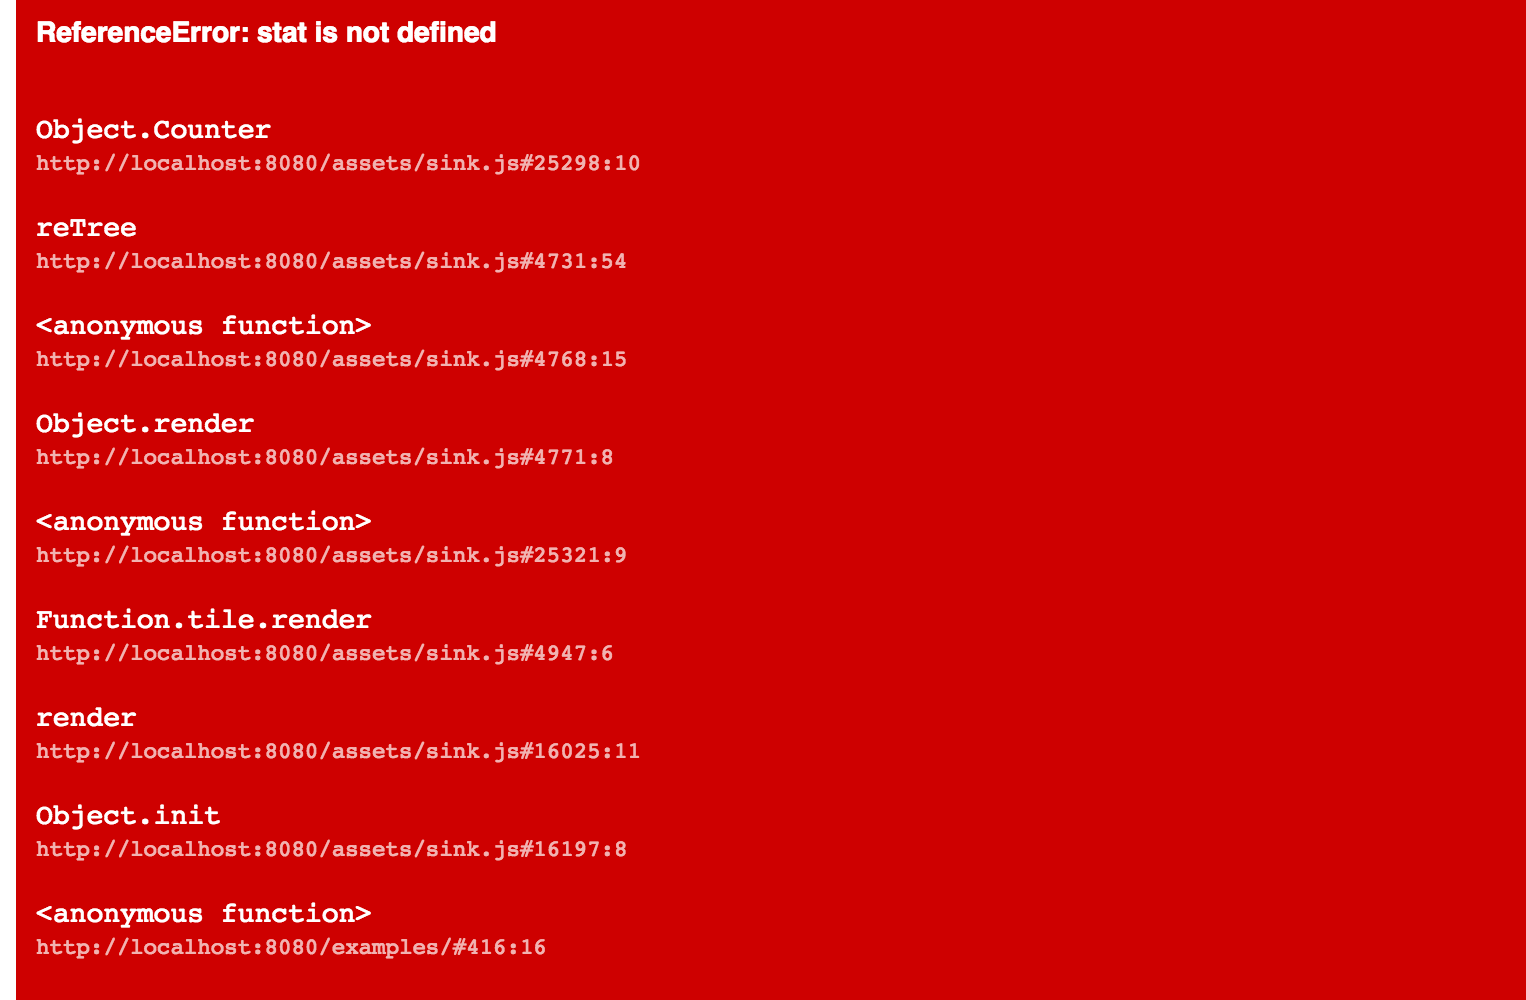 ReferenceError: stat is not defined
Object.Counter
http://localhost:8080/assets/sink.js#25298:10
reTree
http://localhost:8080/assets/sink.js#4731:54
<anonymous function>
http://localhost:8080/assets/sink.js#4768:15
Object.render
http://localhost:8080/assets/sink.js#4771:8
<anonymous function>
http://localhost:8080/assets/sink.js#25321:9
Function.tile.render
http://localhost:8080/assets/sink.js#4947:6
render
http://localhost:8080/assets/sink.js#16025:11
Object.init
http://localhost:8080/assets/sink.js#16197:8
<anonymous function>
http://localhost:8080/examples/#416:16